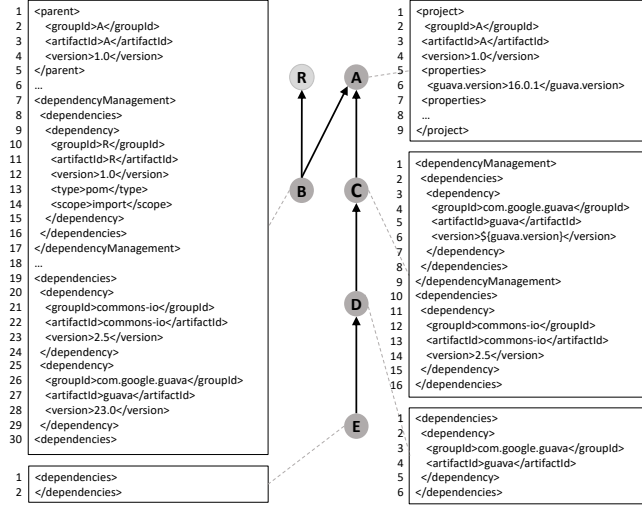 1 <parent>
2 <groupId>A</groupId>
3 <artifactId>A</artifactId>
4 <version>1.0</version>
5 </parent>
6 ...
7 <dependencyManagement>
8 <dependencies>
9 <dependency>
10 <groupId>R</groupId>
11 <artifactId>R</artifactId>
12 <version>1.0</version>
13 <type>pom</type>
14 <scope>import</scope>
15 </dependency>
16 </dependencies>
17 </dependencyManagement>
18 ...
19 <dependencies>
20 <dependency>
21 <groupId>commons-io</groupId>
22 <artifactId>commons-io</artifactId>
23 <version>2.5</version>
24 </dependency>
25 <dependency>
26 <groupId>com.google.guava</groupId>
27 <artifactId>guava</artifactId>
28 <version>23.0</version>
29 </dependency>
30 <dependencies>
1 <dependencies>
2 </dependencies>
R
A
B
C
D
E
1 <project>
2 <groupId>A</groupId>
3 <artifactId>A</artifactId>
4 <version>1.0</version>
5 <properties>
6 <guava.version>16.0.1</guava.version>
7 <properties>
8 ...
9 </project>
1 <dependencyManagement>
2 <dependencies>
3 <dependency>
4 <groupId>com.google.guava</groupId>
5 <artifactId>guava</artifactId>
6 <version>${guava.version}</version>
7 </dependency>
8 </dependencies>
9 </dependencyManagement>
10 <dependencies>
11 <dependency>
12 <groupId>commons-io</groupId>
13 <artifactId>commons-io</artifactId>
14 <version>2.5</version>
15 </dependency>
16 </dependencies>
1 <dependencies>
2 <dependency>
3 <groupId>com.google.guava</groupId>
4 <artifactId>guava</artifactId>
5 </dependency>
6 </dependencies>